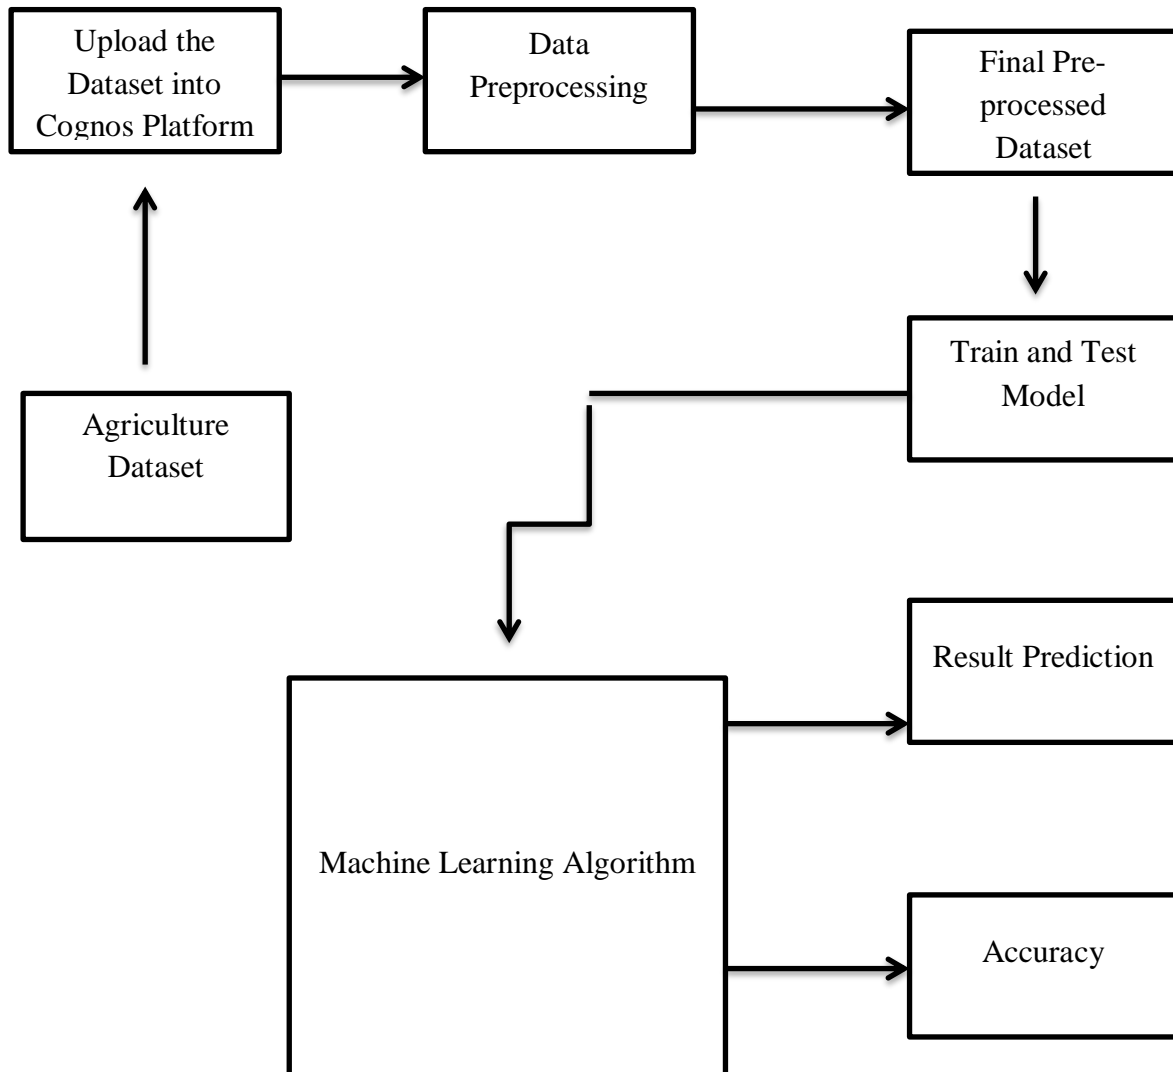 Upload the
Dataset into
Cognos Platform
Data
Preprocessing
Final Pre-
processed
Dataset
Train and Test
Model
Agriculture
Dataset
Result Prediction
Machine Learning Algorithm
Accuracy